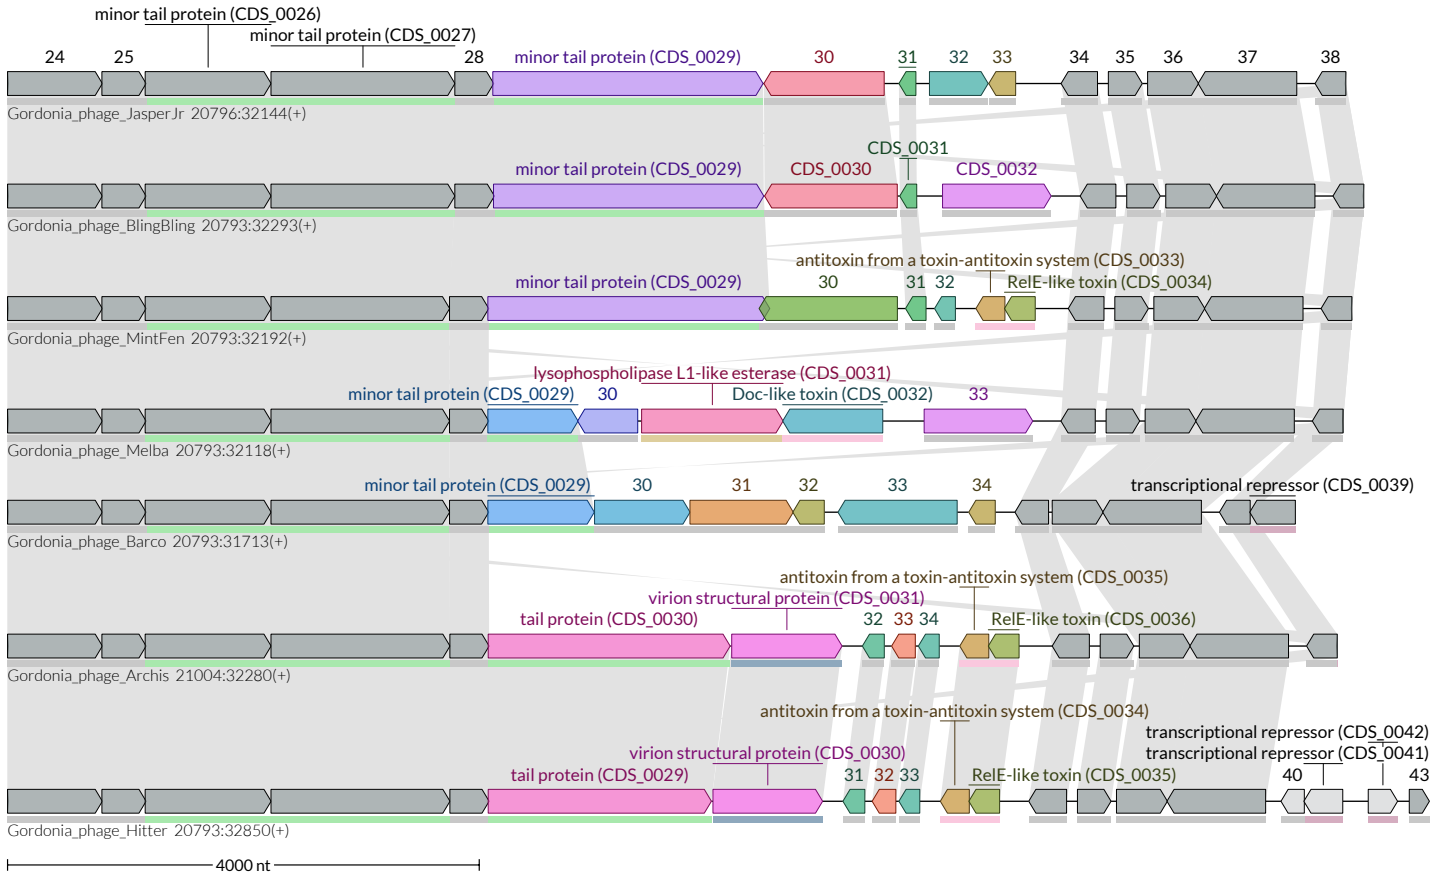 minor tail protein (CDS_0026)
minor tail protein (CDS_0027)
24 25 28 minor tail protein (CDS_0029) 30 31 32 33 34 35 36 37 38
Gordonia_phage_JasperJr 20796:32144(+)
CDS_0031
minor tail protein (CDS_0029) CDS_0030 CDS_0032
Gordonia_phage_BlingBling 20793:32293(+)
antitoxin from a toxin-antitoxin system (CDS_0033)
minor tail protein (CDS_0029) 30 31 32 RelE-like toxin (CDS_0034)
Gordonia_phage_MintFen 20793:32192(+)
lysophospholipase L1-like esterase (CDS_0031)
minor tail protein (CDS_0029) 30 Doc-like toxin (CDS_0032) 33
Gordonia_phage_Melba 20793:32118(+)
minor tail protein (CDS_0029) 30 31 32 33 34 transcriptional repressor (CDS_0039)
Gordonia_phage_Barco 20793:31713(+)
antitoxin from a toxin-antitoxin system (CDS_0035)
virion structural protein (CDS_0031)
tail protein (CDS_0030) 32 33 34 RelE-like toxin (CDS_0036)
Gordonia_phage_Archis 21004:32280(+)
antitoxin from a toxin-antitoxin system (CDS_0034)
transcriptional repressor (CDS_0042)
virion structural protein (CDS_0030) transcriptional repressor (CDS_0041)
tail protein (CDS_0029) 31 32 33 RelE-like toxin (CDS_0035) 40 43
Gordonia_phage_Hitter 20793:32850(+)
4000 nt